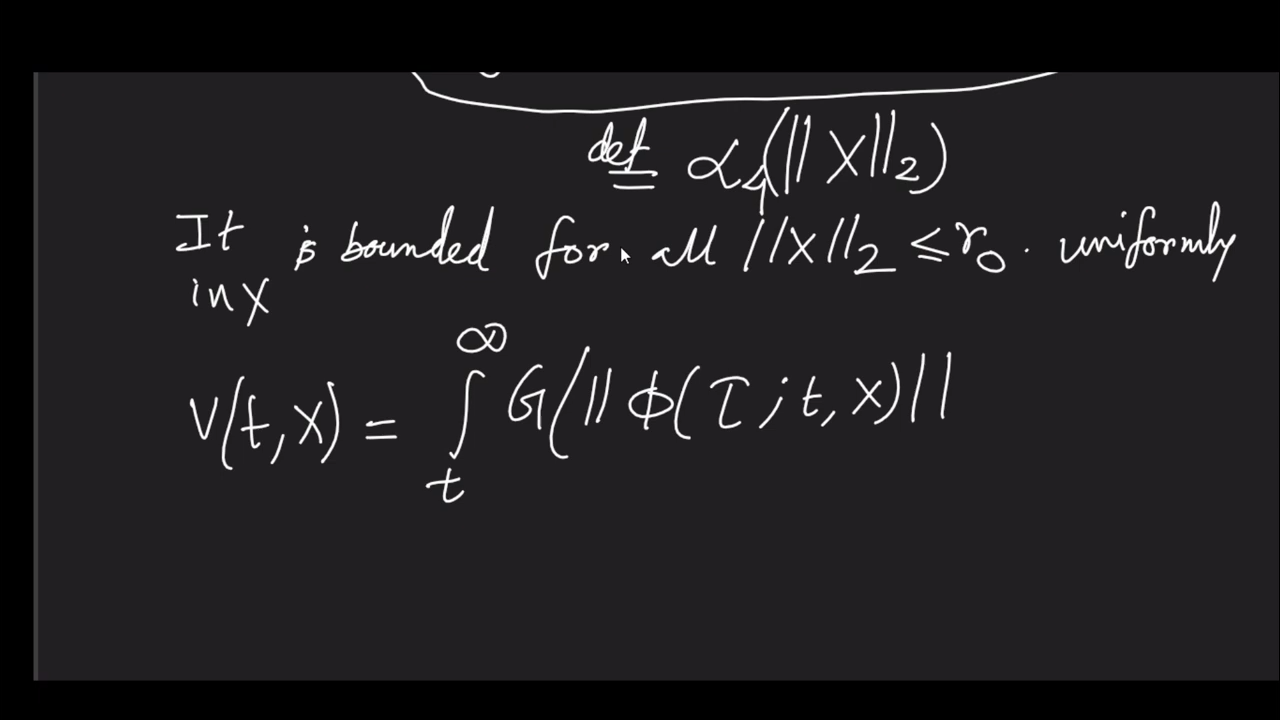 def α₄(||X||₂)
It is bounded for all ||X||₂ ≤ r₀. uniformly
in X
V(t, X) = ∫ₜ^∞ G(||ϕ(τ; t, X)||